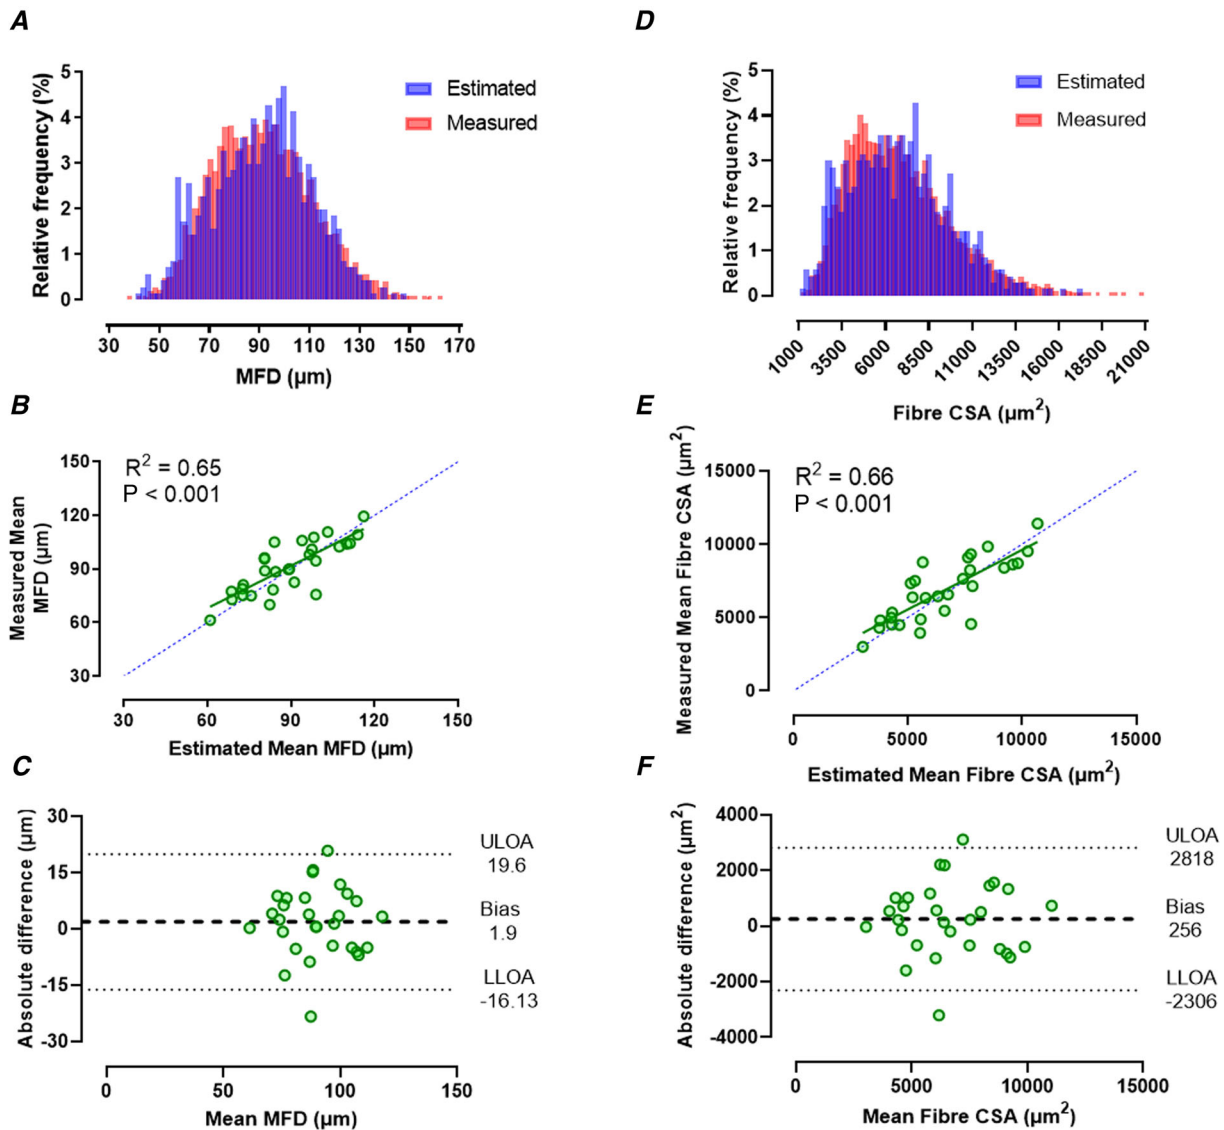 A
Relative frequency (%)
5
4
3
2
1
0
Estimated
Measured
30 50 70 90 110 130 150 170
MFD (µm)
D
Relative frequency (%)
5
4
3
2
1
0
Estimated
Measured
1000 3500 6000 8500 11000 13500 16000 18500 21000
Fibre CSA (µm²)
B
Measured Mean
MFD (µm)
150
120
90
60
30
R² = 0.65
P < 0.001
30 60 90 120 150
Estimated Mean MFD (µm)
E
Measured Mean Fibre CSA (µm²)
15000
10000
5000
0
R² = 0.66
P < 0.001
0 5000 10000 15000
Estimated Mean Fibre CSA (µm²)
C
Absolute difference (µm)
30
15
0
-15
-30
ULOA
19.6
Bias
1.9
LLOA
-16.13
0 50 100 150
Mean MFD (µm)
F
Absolute difference (µm²)
4000
2000
0
-2000
-4000
ULOA
2818
Bias
256
LLOA
-2306
0 5000 10000 15000
Mean Fibre CSA (µm²)